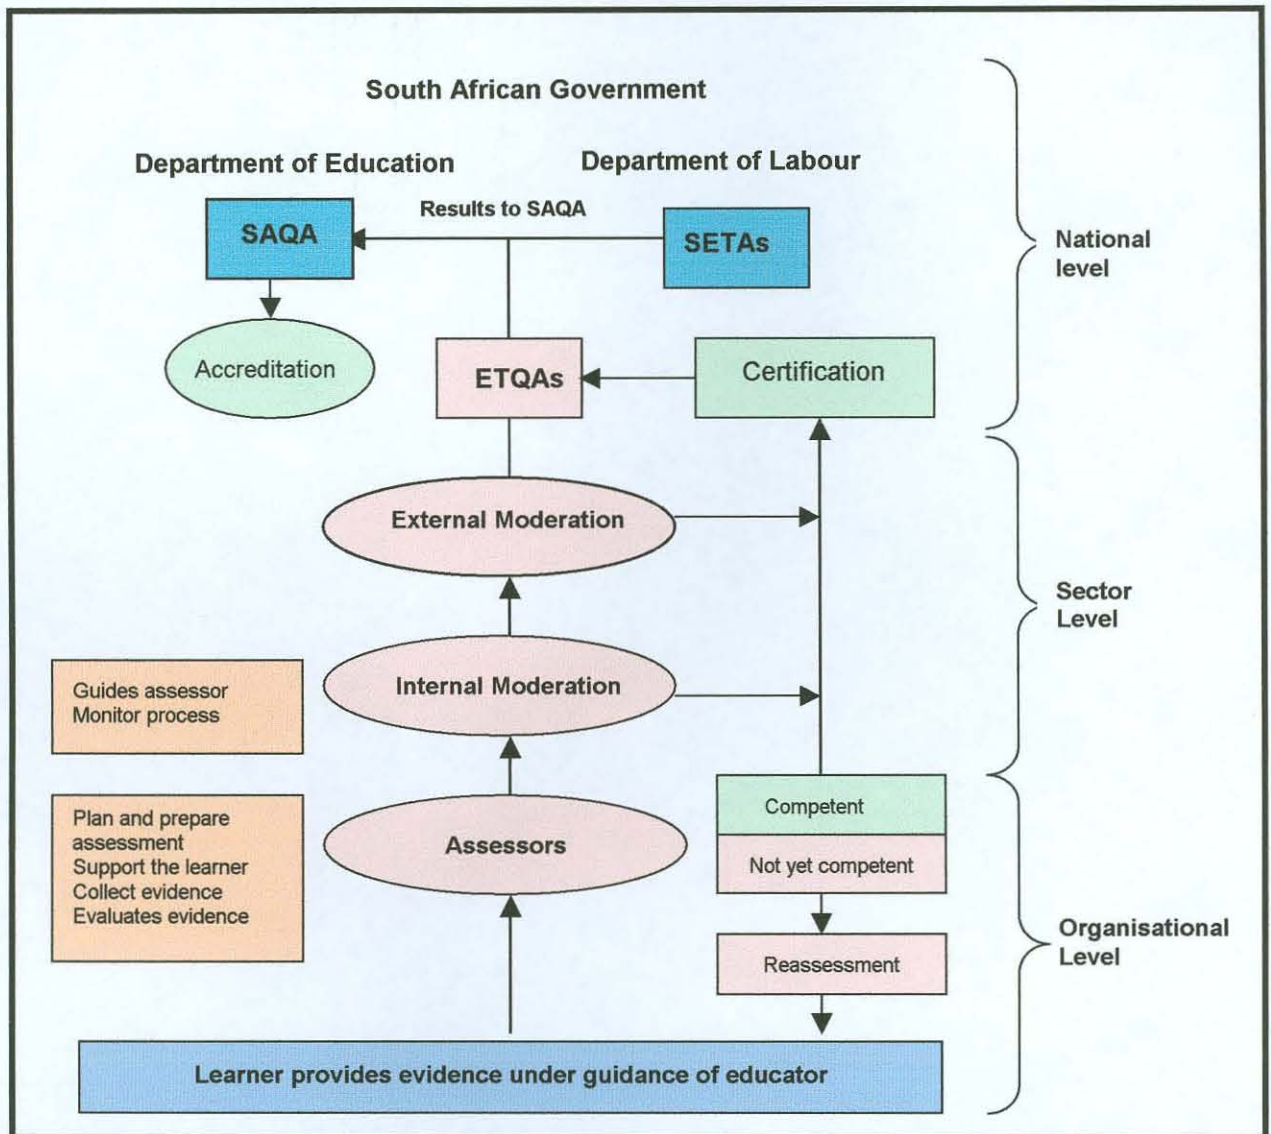 South African Government
Department of Education
Department of Labour
Results to SAQA
SAQA
SETAs
National
level
Accreditation
ETQAs
Certification
External Moderation
Sector
Level
Internal Moderation
Guides assessor
Monitor process
Plan and prepare
assessment
Support the learner
Collect evidence
Evaluates evidence
Assessors
Competent
Not yet competent
Reassessment
Organisational
Level
Learner provides evidence under guidance of educator